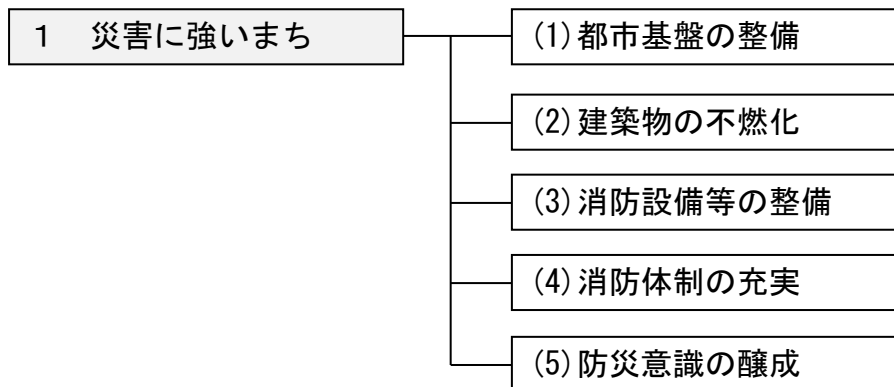 １　災害に強いまち
(1)都市基盤の整備
(2)建築物の不燃化
(3)消防設備等の整備
(4)消防体制の充実
(5)防災意識の醸成